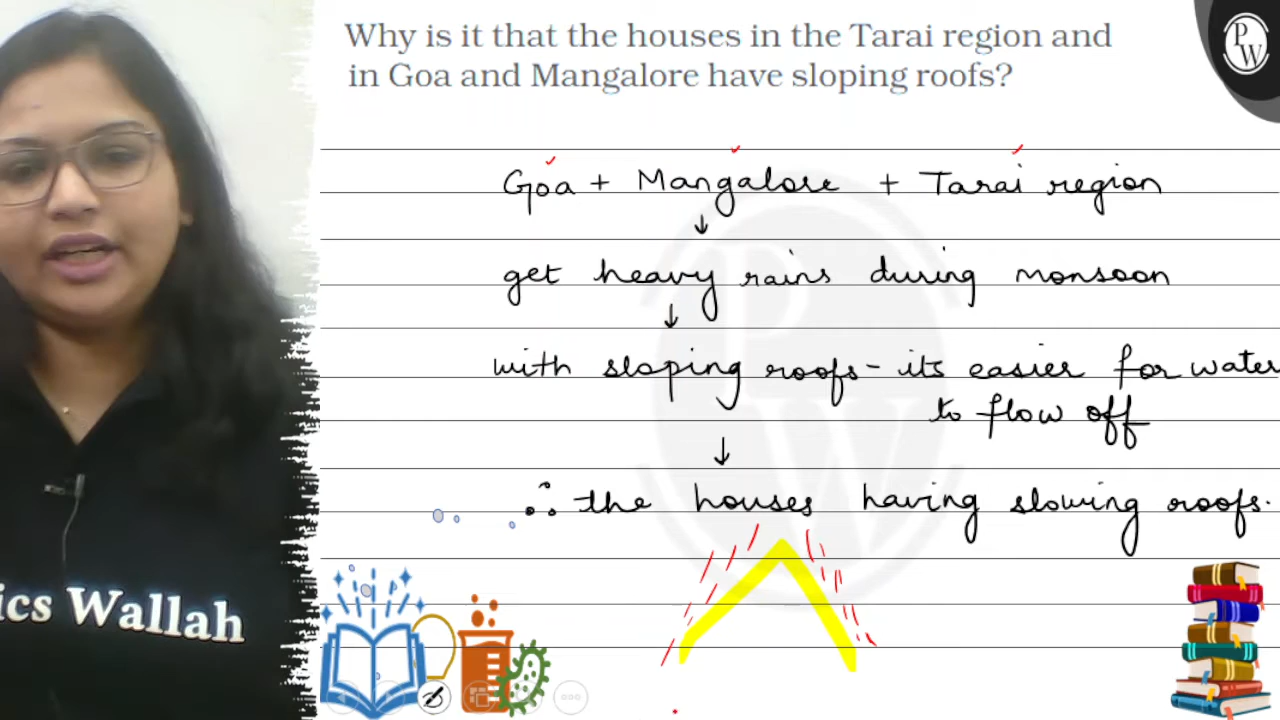 Why is it that the houses in the Tarai region and
in Goa and Mangalore have sloping roofs?
Goa + Mangalore + Tarai region
↓
get heavy rains during monsoon
↓
with sloping roofs - its easier for water
to flow off
↓
∴ the houses having slowing roofs.
ics Wallah
P
W
P
W